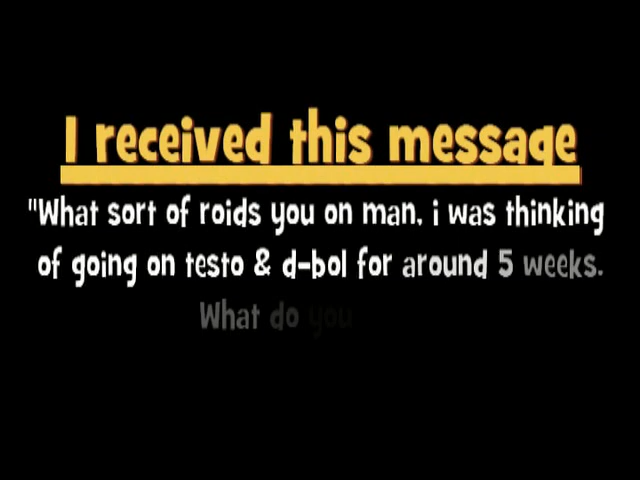 I received this message
"What sort of roids you on man, i was thinking
of going on testo & d-bol for around 5 weeks.
What do you